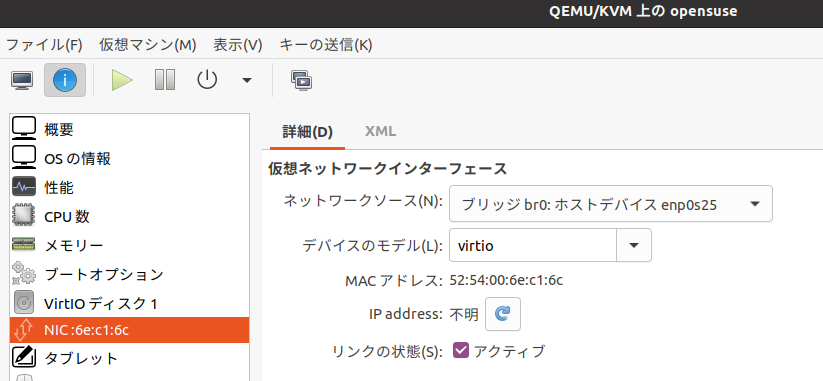 QEMU/KVM 上の opensuse
ファイル(F) 仮想マシン(M) 表示(V) キーの送信(K)
概要
OS の情報
性能
CPU 数
メモリー
ブートオプション
VirtIO ディスク 1
NIC :6e:c1:6c
タブレット
詳細(D) XML
仮想ネットワークインターフェース
ネットワークソース(N): ブリッジ br0: ホストデバイス enp0s25
デバイスのモデル(L): virtio
MAC アドレス: 52:54:00:6e:c1:6c
IP address: 不明
リンクの状態(S): アクティブ